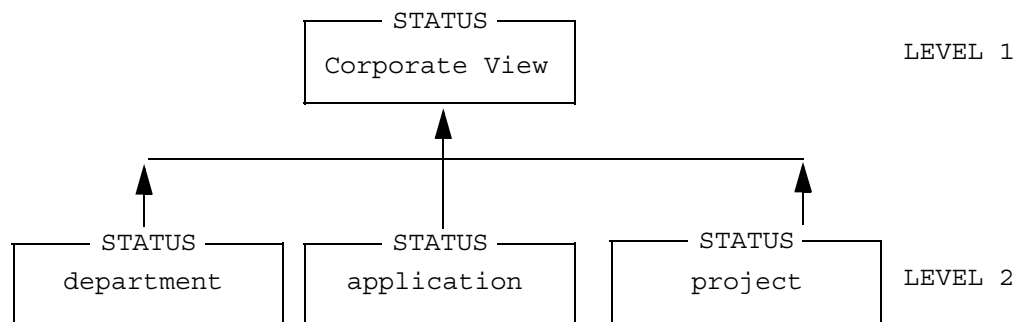 STATUS
Corporate View
LEVEL 1
STATUS
STATUS
STATUS
department
application
project
LEVEL 2